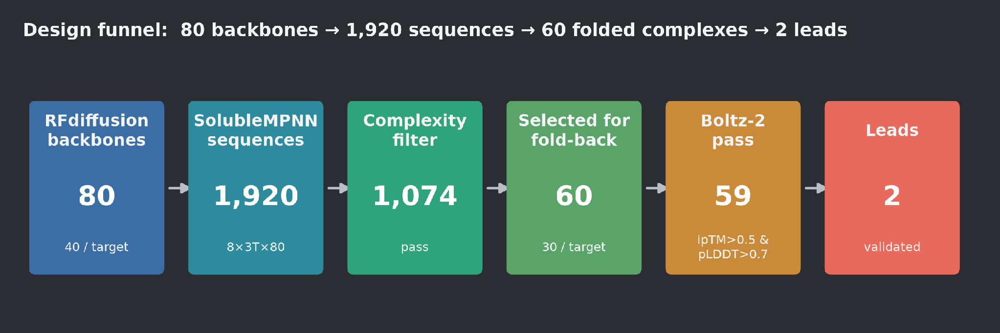 Design funnel:  80 backbones → 1,920 sequences → 60 folded complexes → 2 leads
RFdiffusion
backbones
80
40 / target
SolubleMPNN
sequences
1,920
8×3T×80
Complexity
filter
1,074
pass
Selected for
fold-back
60
30 / target
Boltz-2
pass
59
ipTM>0.5 &
pLDDT>0.7
Leads
2
validated